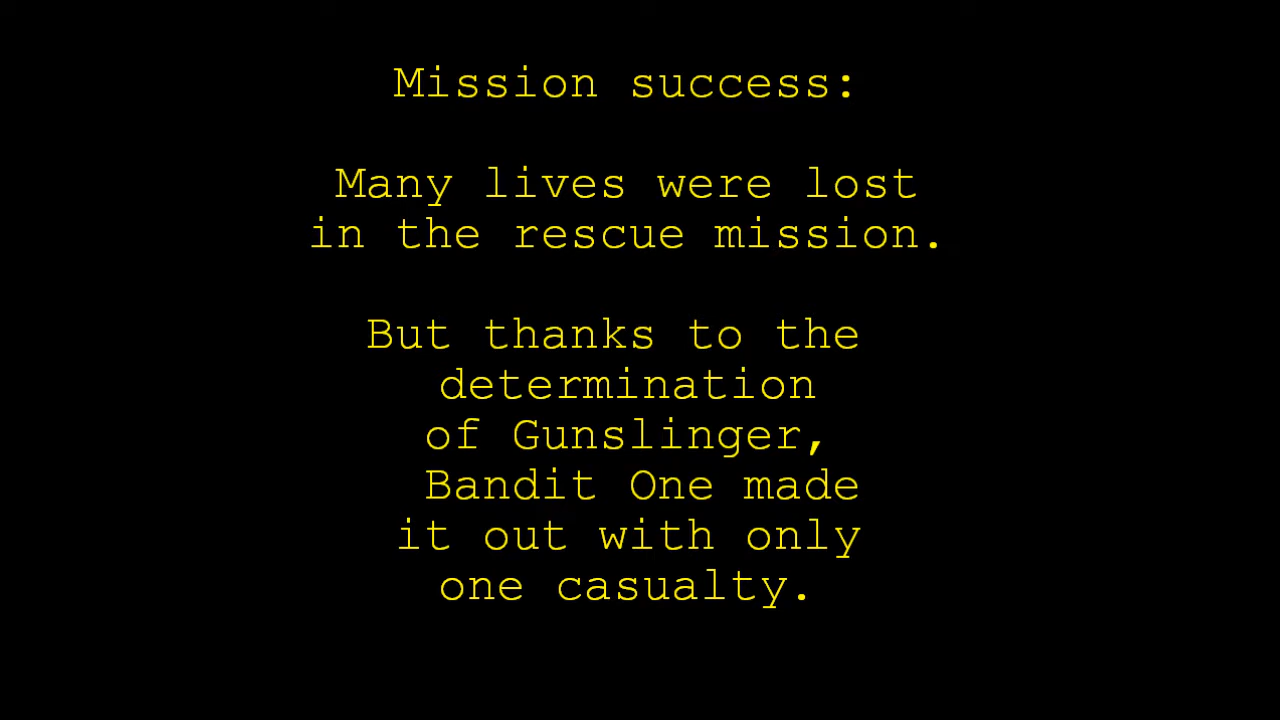 Mission success:
Many lives were lost
in the rescue mission.
But thanks to the
determination
of Gunslinger,
Bandit One made
it out with only
one casualty.